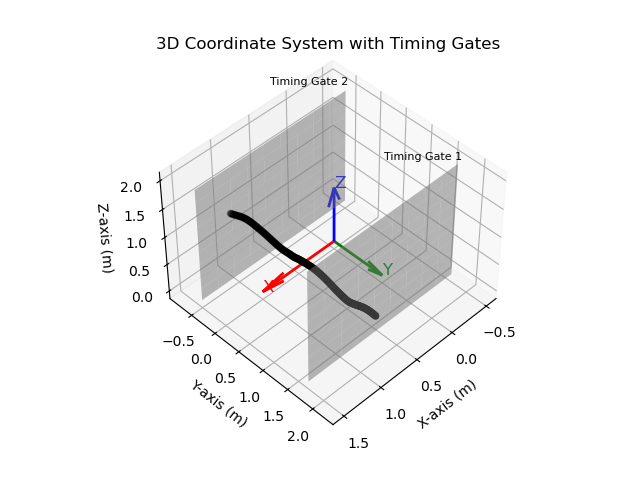 3D Coordinate System with Timing Gates
Timing Gate 2
Timing Gate 1
Z
X
Y
2.0
1.5
1.0
0.5
0.0
Z-axis (m)
−0.5
0.0
0.5
1.0
1.5
2.0
Y-axis (m)
−0.5
0.0
0.5
1.0
1.5
X-axis (m)